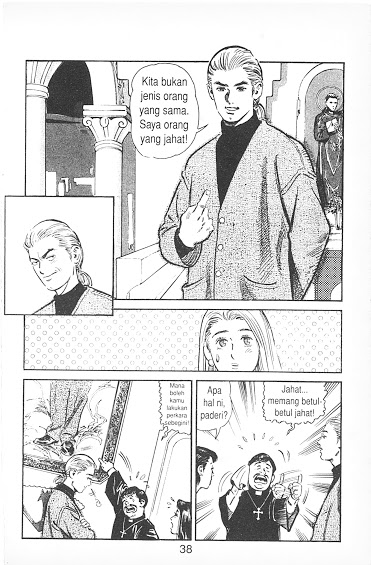 Kita bukan
jenis orang
yang sama.
Saya orang
yang jahat!
Mana
boleh
kamu
lakukan
perkara
sebegini?
Apa
hal ni,
paderi?
Jahat...
memang betul-
betul jahat!
38